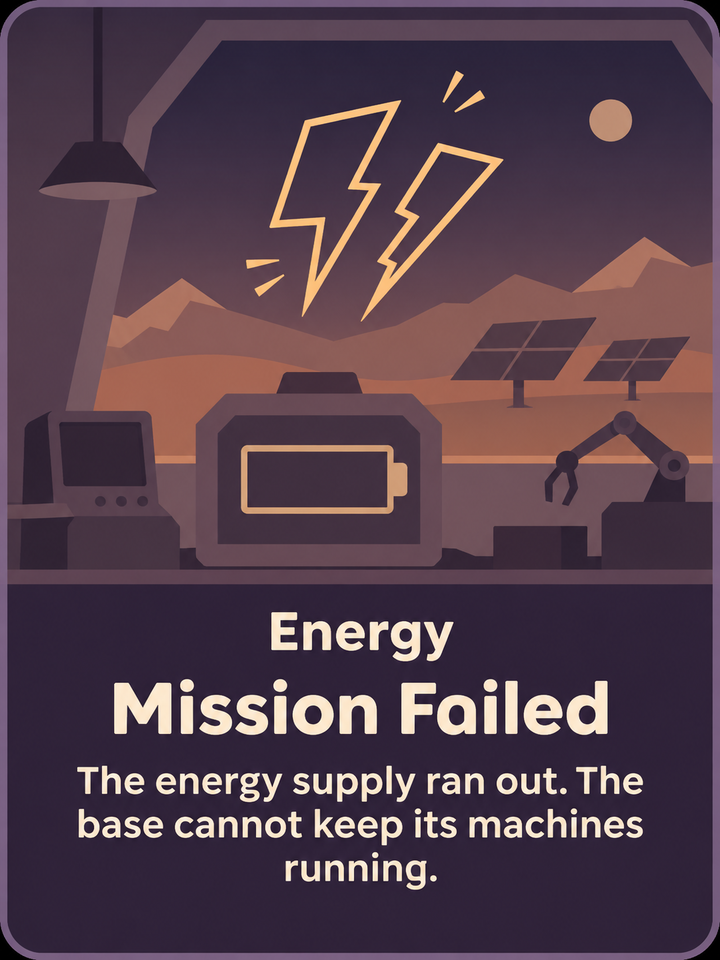 Energy
Mission Failed
The energy supply ran out. The
base cannot keep its machines
running.